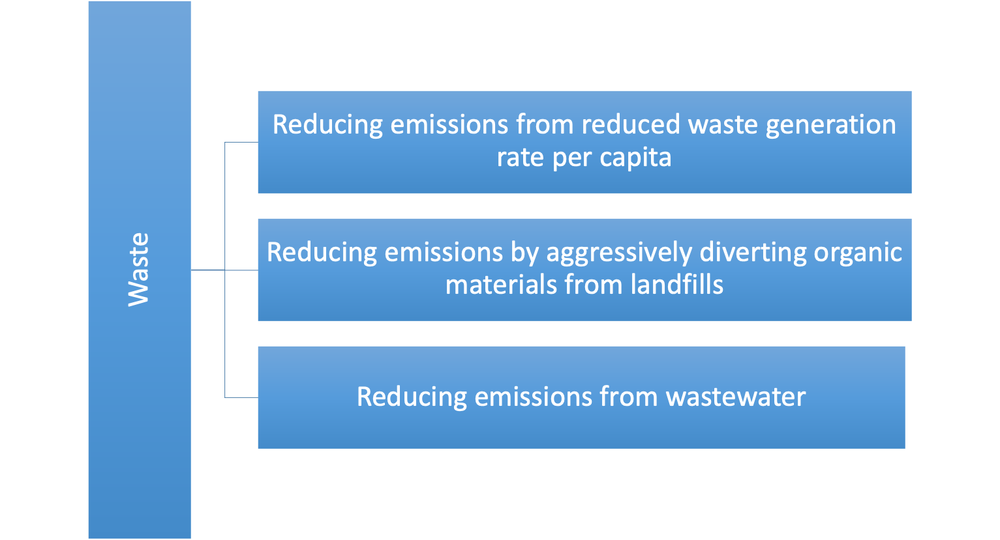 Waste
Reducing emissions from reduced waste generation
rate per capita
Reducing emissions by aggressively diverting organic
materials from landfills
Reducing emissions from wastewater